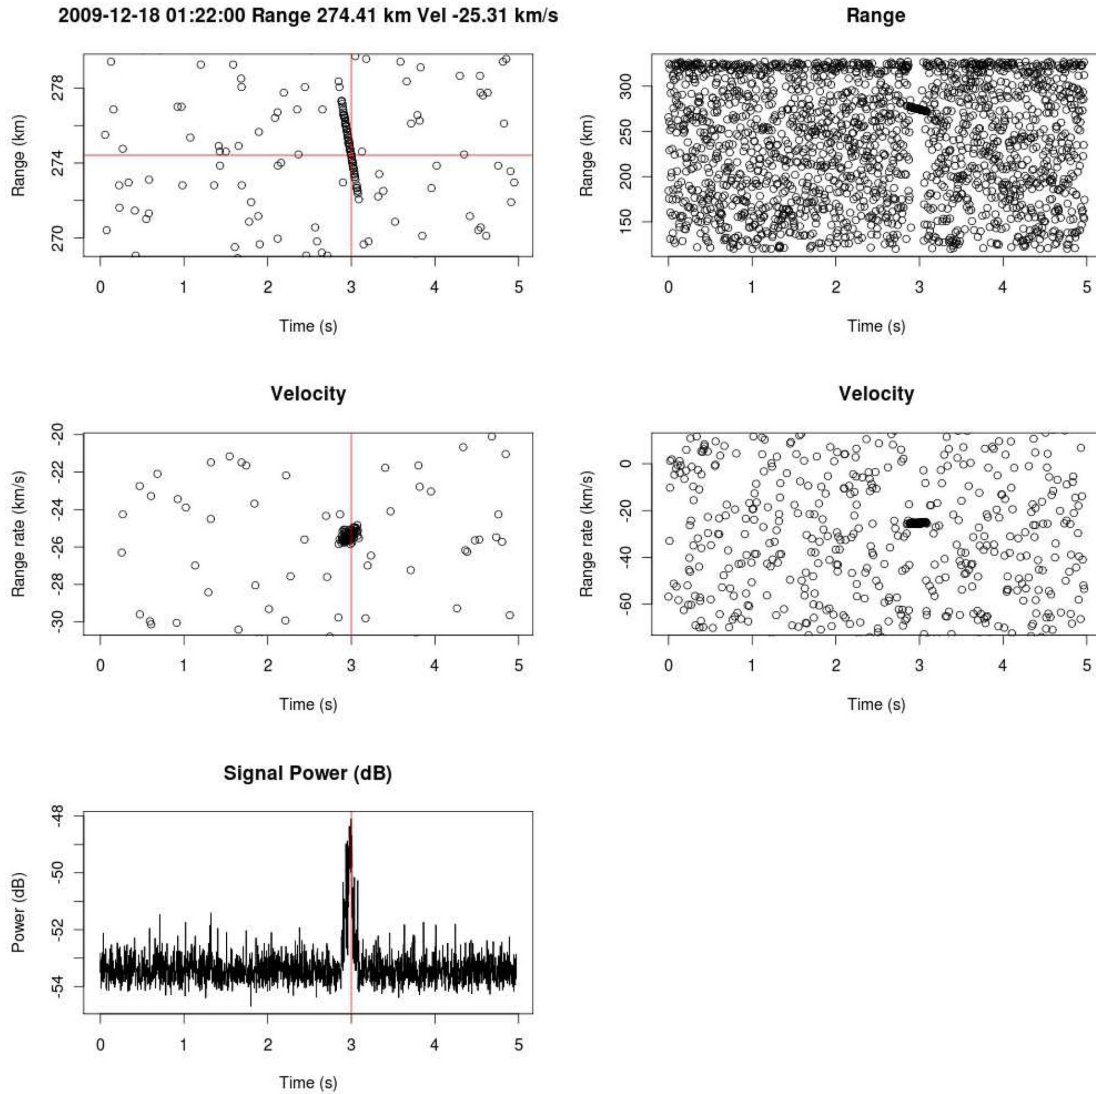 2009-12-18 01:22:00 Range 274.41 km Vel -25.31 km/s
Range (km)
278
274
270
0 1 2 3 4 5
Time (s)
Range
Range (km)
300
250
200
150
0 1 2 3 4 5
Time (s)
Velocity
Range rate (km/s)
-20
-22
-24
-26
-28
-30
0 1 2 3 4 5
Time (s)
Velocity
Range rate (km/s)
0
-20
-40
-60
0 1 2 3 4 5
Time (s)
Signal Power (dB)
Power (dB)
-48
-50
-52
-54
0 1 2 3 4 5
Time (s)